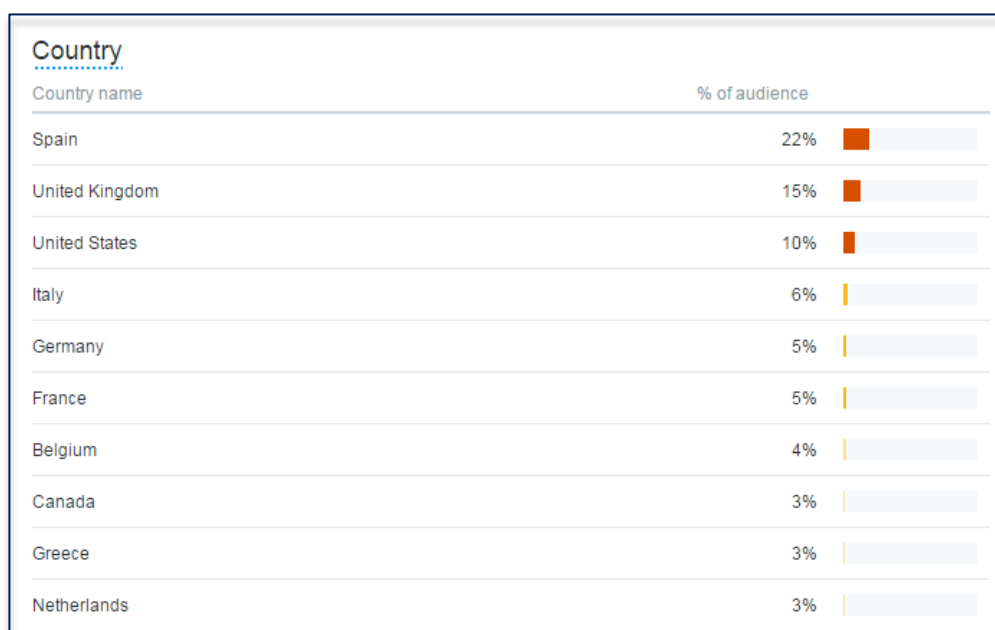 Country
Country name % of audience
Spain 22%
United Kingdom 15%
United States 10%
Italy 6%
Germany 5%
France 5%
Belgium 4%
Canada 3%
Greece 3%
Netherlands 3%